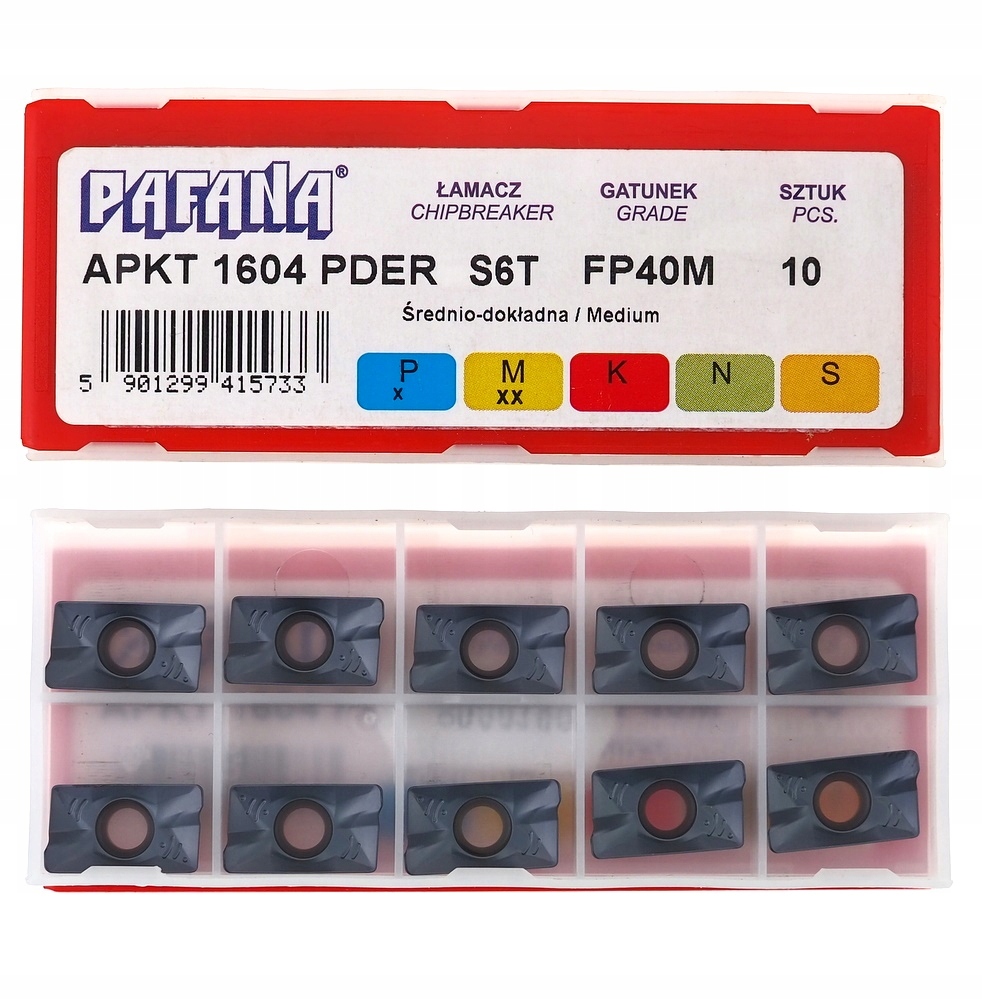 PAFANA®
ŁAMACZ GATUNEK SZTUK
CHIPBREAKER GRADE PCS.
APKT 1604 PDER S6T FP40M 10
Średnio-dokładna / Medium
P M K N S
x xx
5 901299 415733